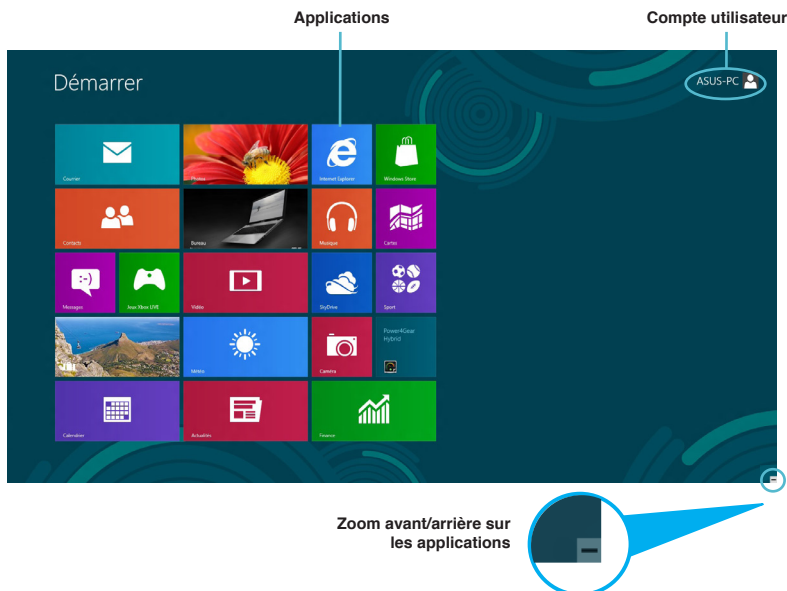 Applications
Compte utilisateur
Démarrer
ASUS-PC
Courrier
Photos
Internet Explorer
Windows Store
Contacts
Bureau
Musique
Cartes
Messages
Jeux Xbox LIVE
Vidéo
SkyDrive
Sport
Météo
Caméra
Power4Gear
Hybrid
Calendrier
Actualités
Finance
Zoom avant/arrière sur
les applications